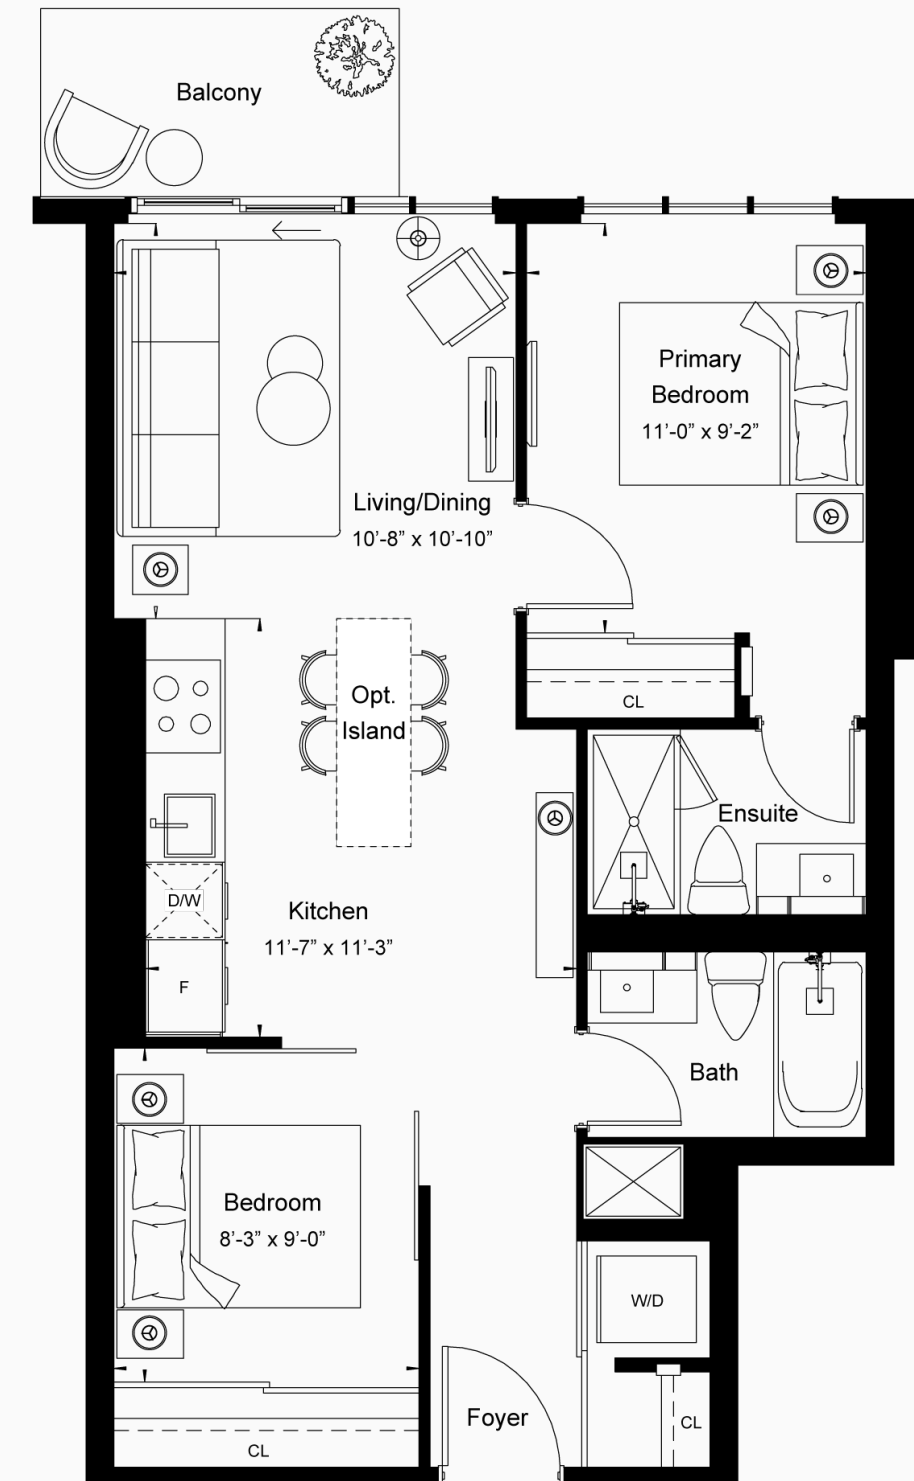 Balcony
Primary
Bedroom
11’-0” x 9’-2”
Living/Dining
10’-8” x 10’-10”
Opt.
Island
CL
Ensuite
D/W
Kitchen
11’-7” x 11’-3”
F
Bath
Bedroom
8’-3” x 9’-0”
W/D
Foyer
CL
CL